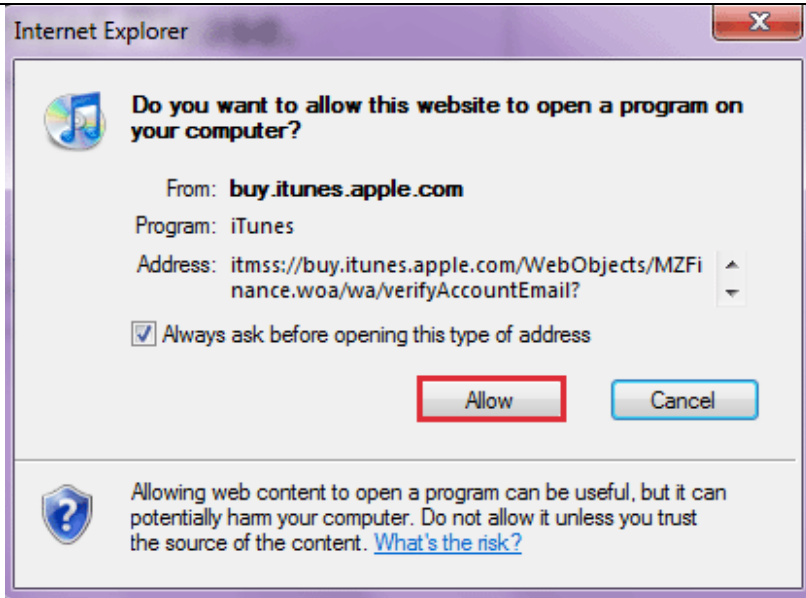 Internet Explorer
Do you want to allow this website to open a program on
your computer?
From: buy.itunes.apple.com
Program: iTunes
Address: itmss://buy.itunes.apple.com/WebObjects/MZFi
nance.woa/wa/verifyAccountEmail?
Always ask before opening this type of address
Allow Cancel
Allowing web content to open a program can be useful, but it can
potentially harm your computer. Do not allow it unless you trust
the source of the content. What's the risk?